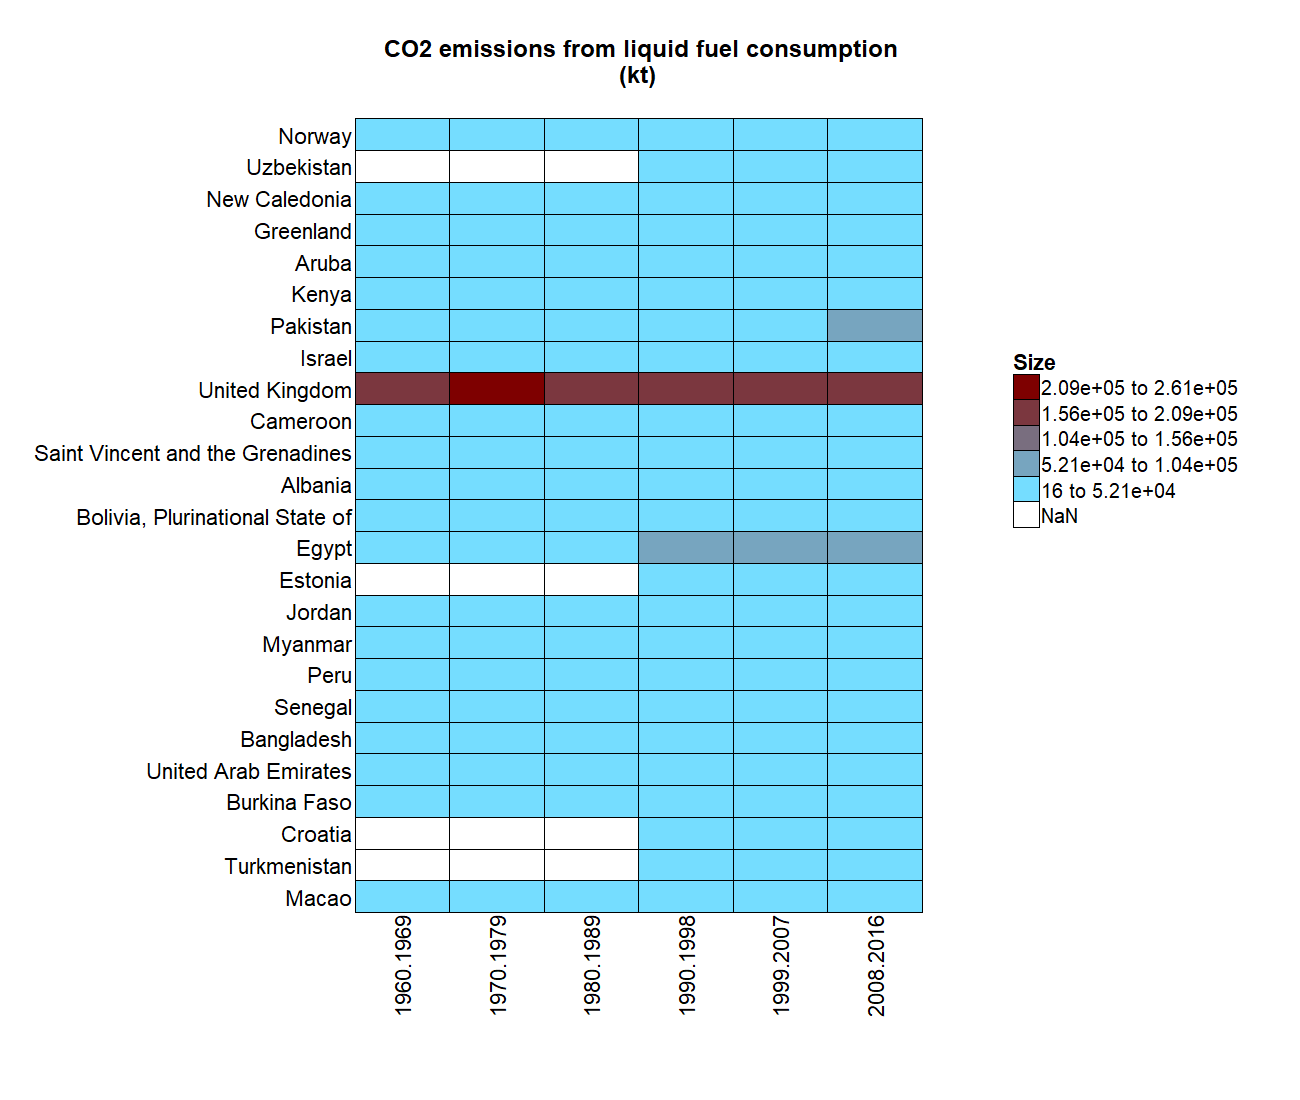 CO2 emissions from liquid fuel consumption
(kt)
Norway
Uzbekistan
New Caledonia
Greenland
Aruba
Kenya
Pakistan
Israel
United Kingdom
Cameroon
Saint Vincent and the Grenadines
Albania
Bolivia, Plurinational State of
Egypt
Estonia
Jordan
Myanmar
Peru
Senegal
Bangladesh
United Arab Emirates
Burkina Faso
Croatia
Turkmenistan
Macao
1960.1969
1970.1979
1980.1989
1990.1998
1999.2007
2008.2016
Size
2.09e+05 to 2.61e+05
1.56e+05 to 2.09e+05
1.04e+05 to 1.56e+05
5.21e+04 to 1.04e+05
16 to 5.21e+04
NaN